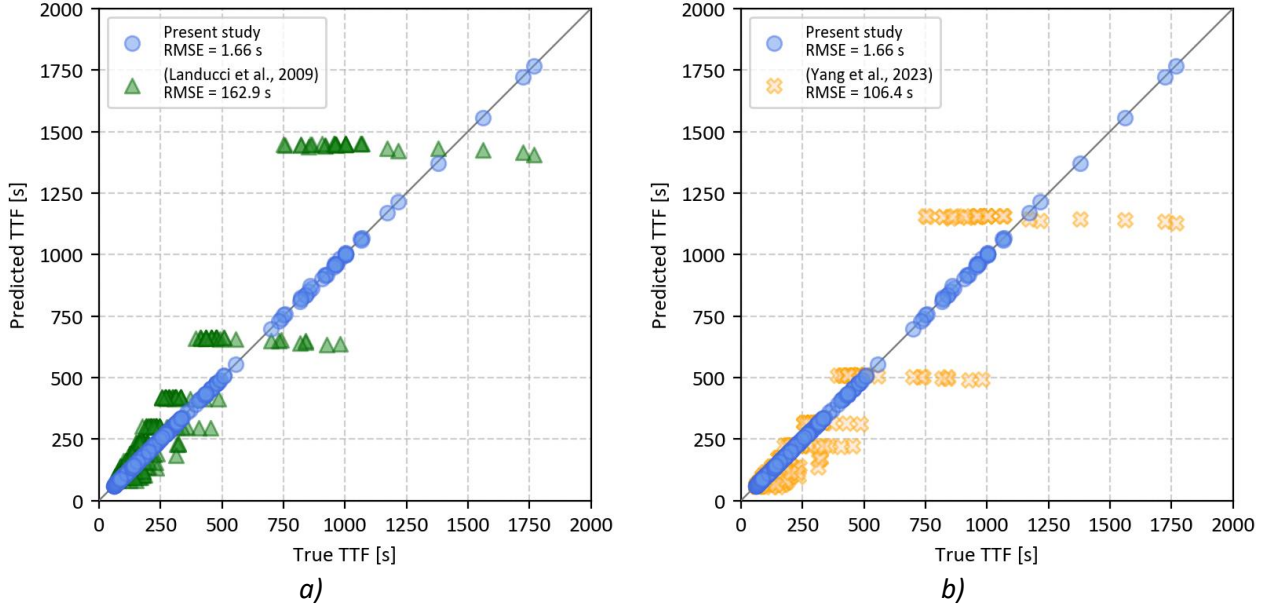 2000
1750
1500
1250
1000
750
500
250
0
Predicted TTF [s]
Present study
RMSE = 1.66 s
(Landucci et al., 2009)
RMSE = 162.9 s
0 250 500 750 1000 1250 1500 1750 2000
True TTF [s]
a)
2000
1750
1500
1250
1000
750
500
250
0
Predicted TTF [s]
Present study
RMSE = 1.66 s
(Yang et al., 2023)
RMSE = 106.4 s
0 250 500 750 1000 1250 1500 1750 2000
True TTF [s]
b)